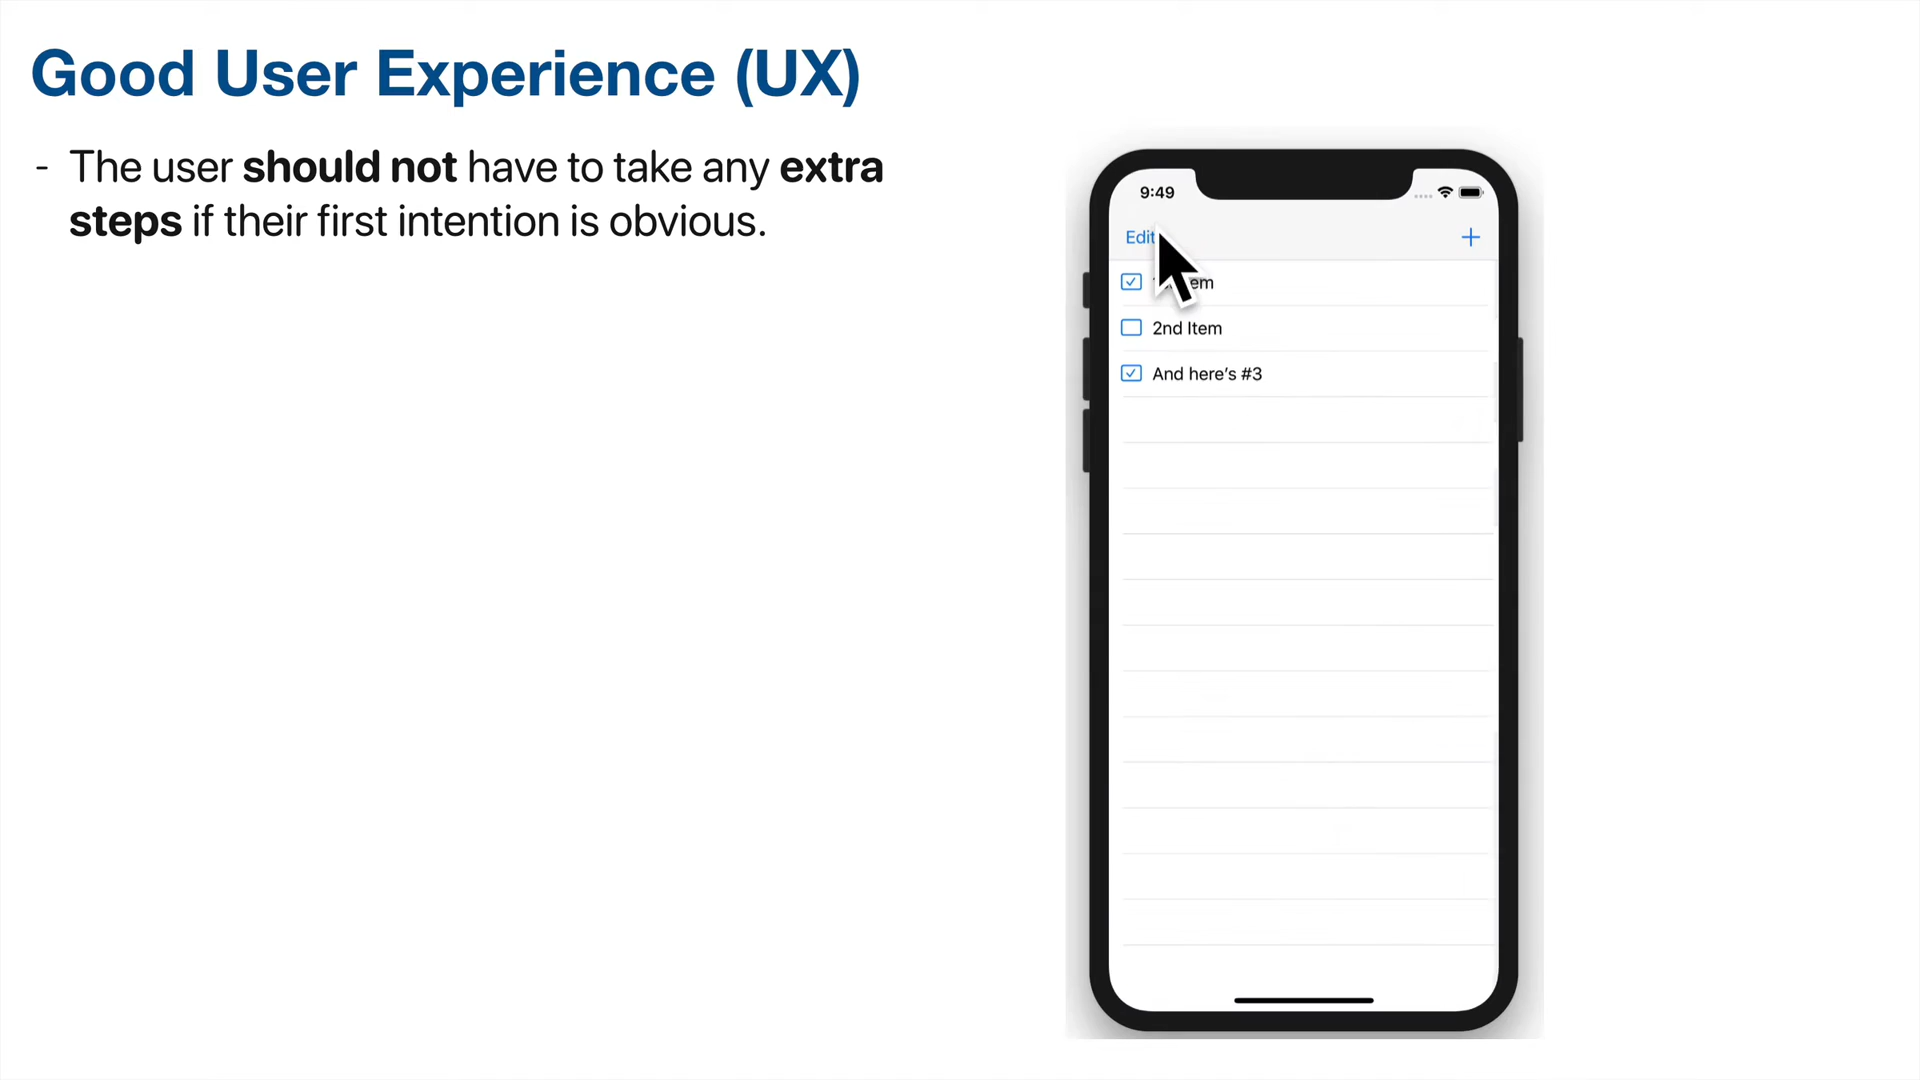 Good User Experience (UX)
- The user should not have to take any extra
steps if their first intention is obvious.
9:49
Edit
+
2nd Item
And here's #3